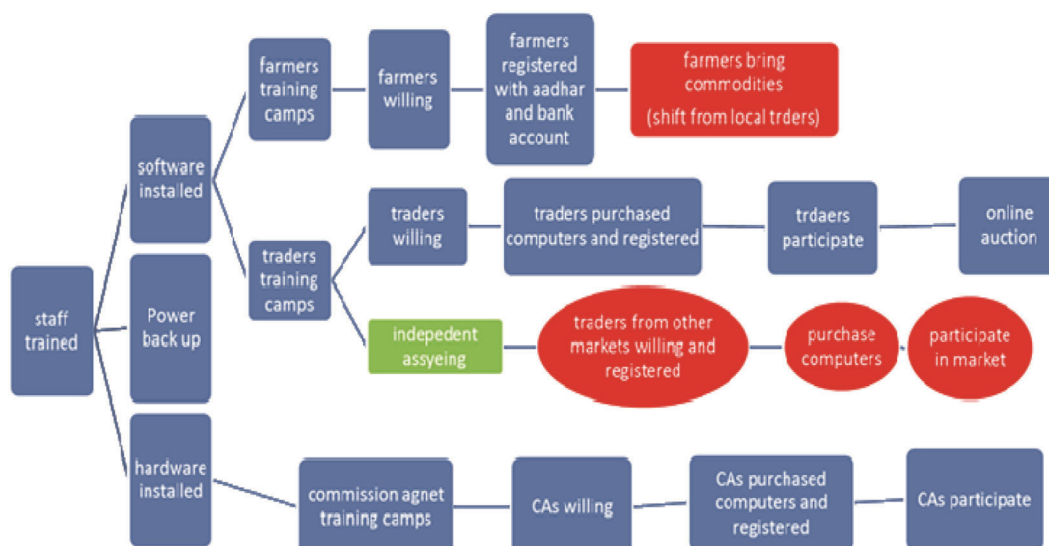 staff
trained
software
installed
Power
back up
hardware
installed
farmers
training
camps
farmers
willing
farmers
registered
with aadhar
and bank
account
farmers bring
commodities
(shift from local trders)
traders
training
camps
traders
willing
traders purchased
computers and registered
trdaers
participate
online
auction
indepedent
assyeing
traders from other
markets willing and
registered
purchase
computers
participate
in market
commission agnet
training camps
CAs willing
CAs purchased
computers and
registered
CAs participate